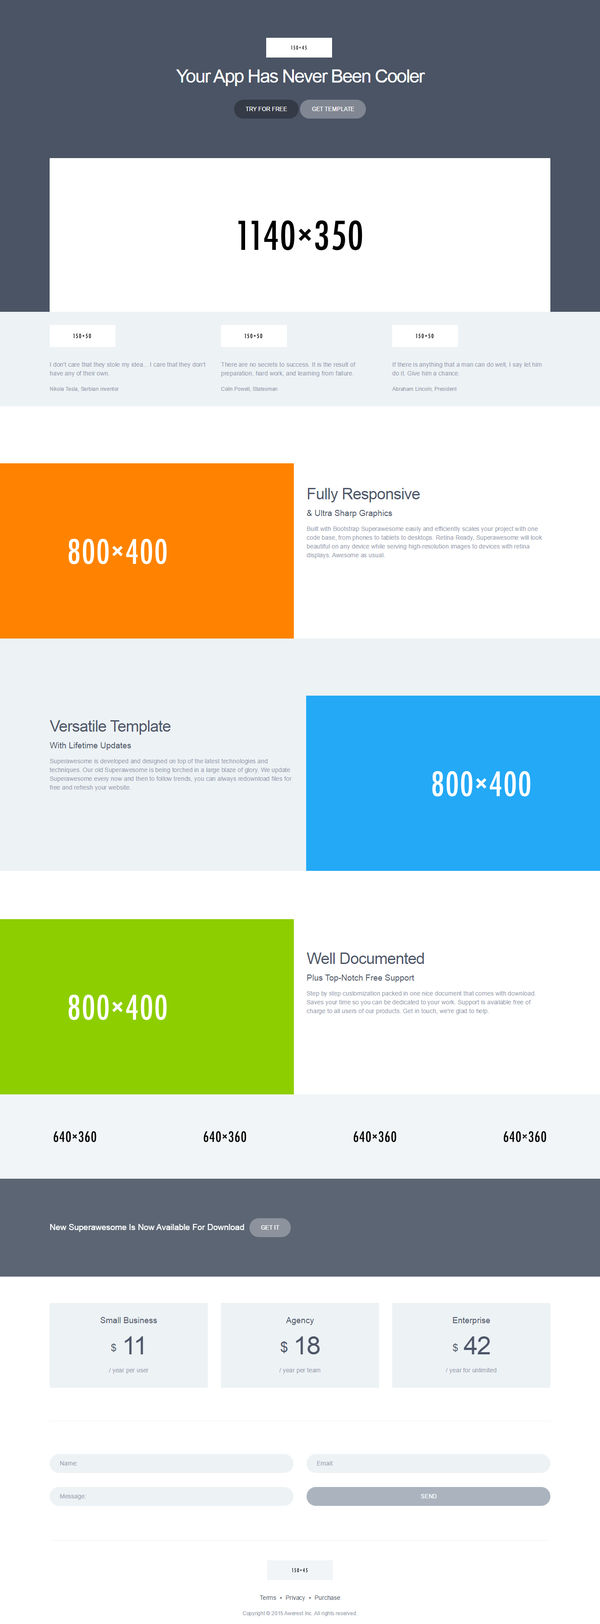 150×45
Your App Has Never Been Cooler
TRY FOR FREE
GET TEMPLATE
1140×350
150×50
150×50
150×50
I don't care that they stole my idea... I care that they don't
have any of their own.
Nikola Tesla, Serbian inventor
There are no secrets to success. It is the result of
preparation, hard work, and learning from failure.
Colin Powell, Statesman
If there is anything that a man can do well, I say let him
do it. Give him a chance.
Abraham Lincoln, President
800×400
Fully Responsive
& Ultra Sharp Graphics
Built with Bootstrap Superawesome easily and efficiently scales your project with one
code base, from phones to tablets to desktops. Retina Ready, Superawesome will look
beautiful on any device while serving high-resolution images to devices with retina
displays. Awesome as usual.
Versatile Template
With Lifetime Updates
Superawesome is developed and designed on top of the latest technologies and
techniques. Our old Superawesome is being torched in a large blaze of glory. We update
Superawesome every now and then to follow trends, you can always redownload files for
free and refresh your website.
800×400
800×400
Well Documented
Plus Top-Notch Free Support
Step by step customization packed in one nice document that comes with download.
Saves your time so you can be dedicated to your work. Support is available free of
charge to all users of our products. Get in touch, we're glad to help.
640×360
640×360
640×360
640×360
New Superawesome Is Now Available For Download
GET IT
Small Business
$ 11
/ year per user
Agency
$ 18
/ year per team
Enterprise
$ 42
/ year for unlimited
Name:
Email:
Message:
SEND
150×45
Terms • Privacy • Purchase
Copyright © 2015 Awerest Inc. All rights reserved.